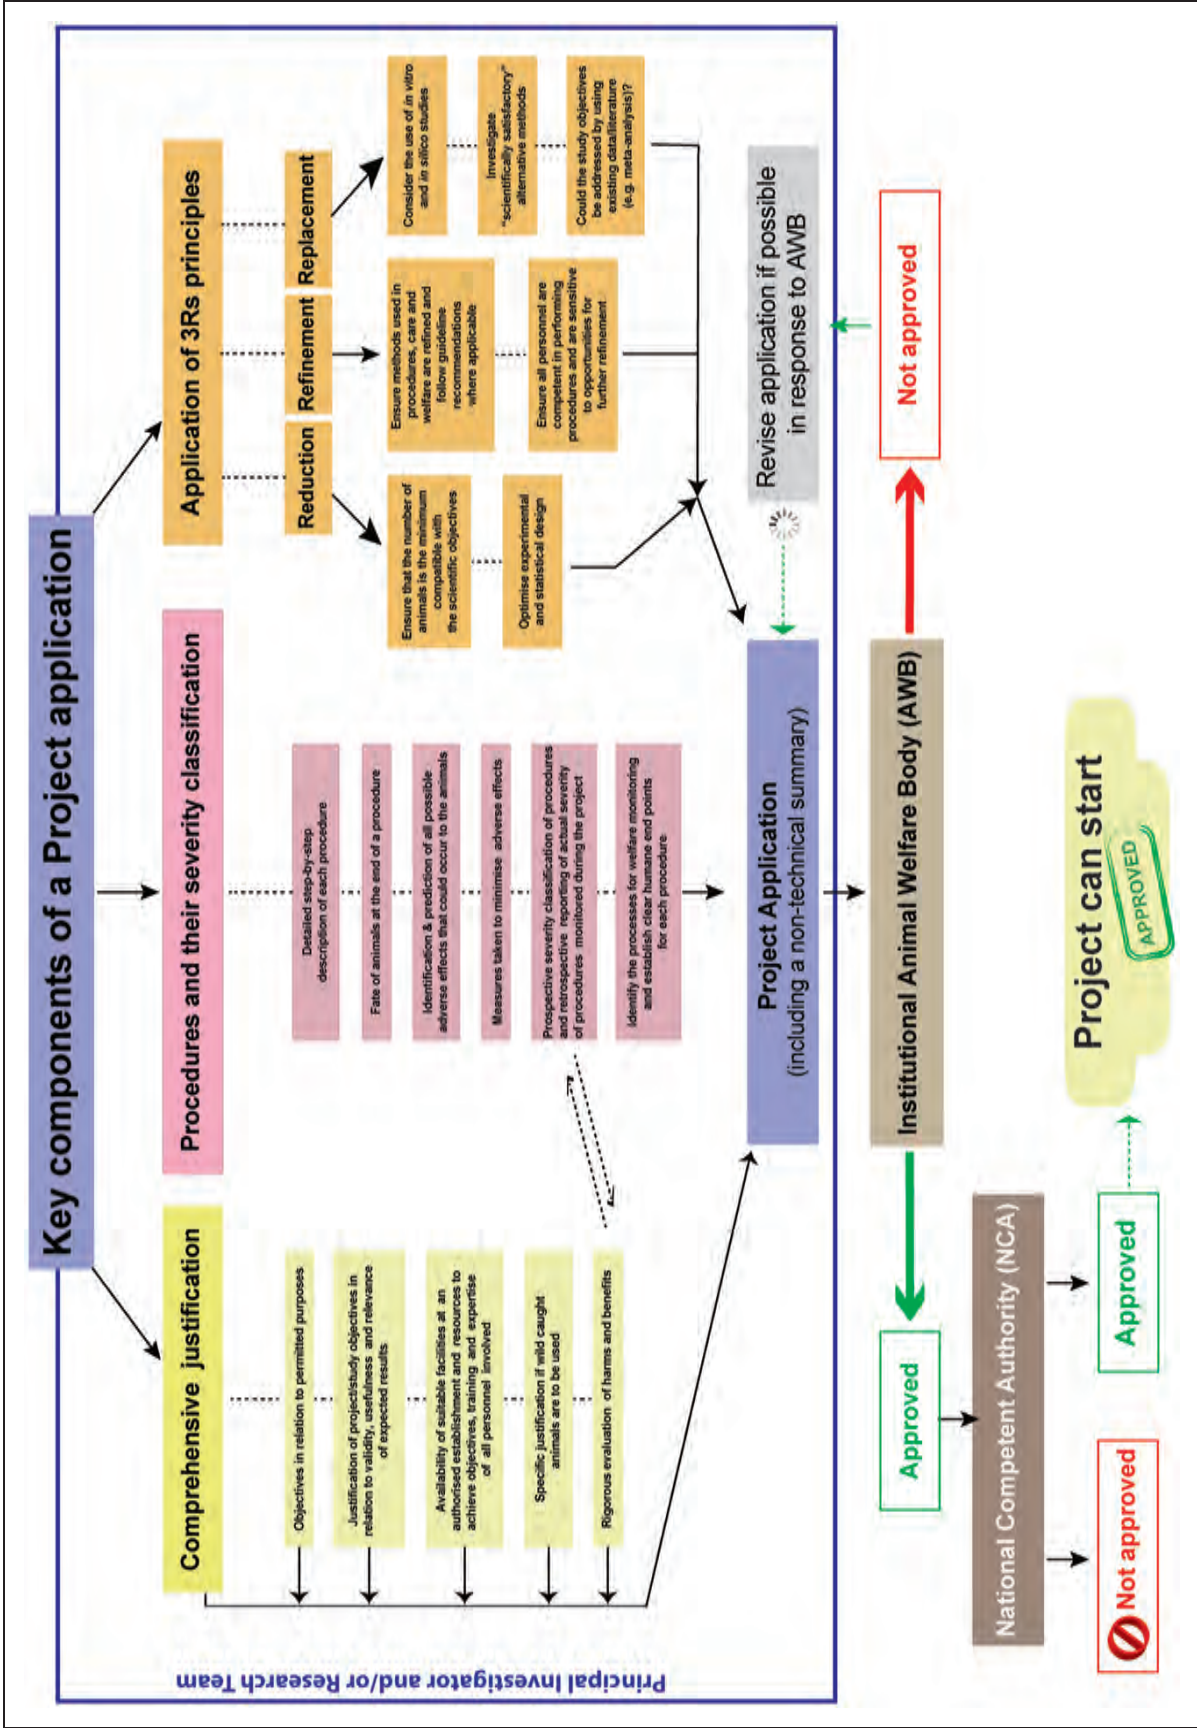 Key components of a Project application
Comprehensive justification
Objectives in relation to permitted purposes
Justification of project/study objectives in
relation to validity, usefulness and relevance
of expected results
Availability of suitable facilities at an
authorised establishment and resources to
achieve objectives, training and expertise
of all personnel involved
Specific justification if wild caught
animals are to be used
Rigorous evaluation of harms and benefits
Procedures and their severity classification
Detailed step-by-step
description of each procedure
Fate of animals at the end of a procedure
Identification & prediction of all possible
adverse effects that could occur to the animals
Measures taken to minimise adverse effects
Prospective severity classification of procedures
and retrospective reporting of actual severity
of procedures monitored during the project
Identify the processes for welfare monitoring
and establish clear humane end points
for each procedure
Application of 3Rs principles
Reduction
Ensure that the number of
animals is the minimum
compatible with
the scientific objectives
Optimise experimental
and statistical design
Refinement
Ensure methods used in
procedures, care and
welfare are refined and
follow guideline
recommendations
where applicable
Ensure all personnel are
competent in performing
procedures and are sensitive
to opportunities for
further refinement
Replacement
Consider the use of in vitro
and in silico studies
Investigate
"scientifically satisfactory"
alternative methods
Could the study objectives
be addressed by using
existing data/literature
(e.g. meta-analysis)?
Principal Investigator and/or Research Team
Project Application
(including a non-technical summary)
Revise application if possible
in response to AWB
Institutional Animal Welfare Body (AWB)
Approved
Not approved
National Competent Authority (NCA)
Not approved
Approved
Project can start
APPROVED